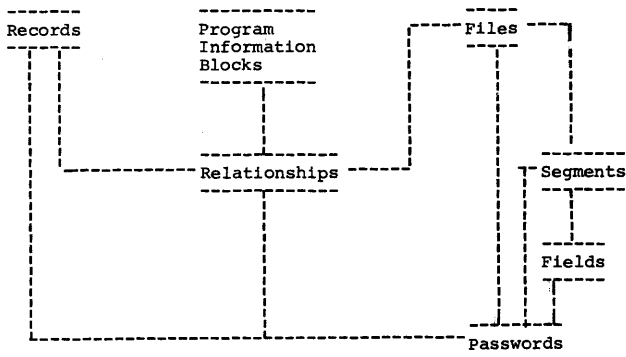 Records
Program
Information
Blocks
Files
Relationships
Segments
Fields
Passwords